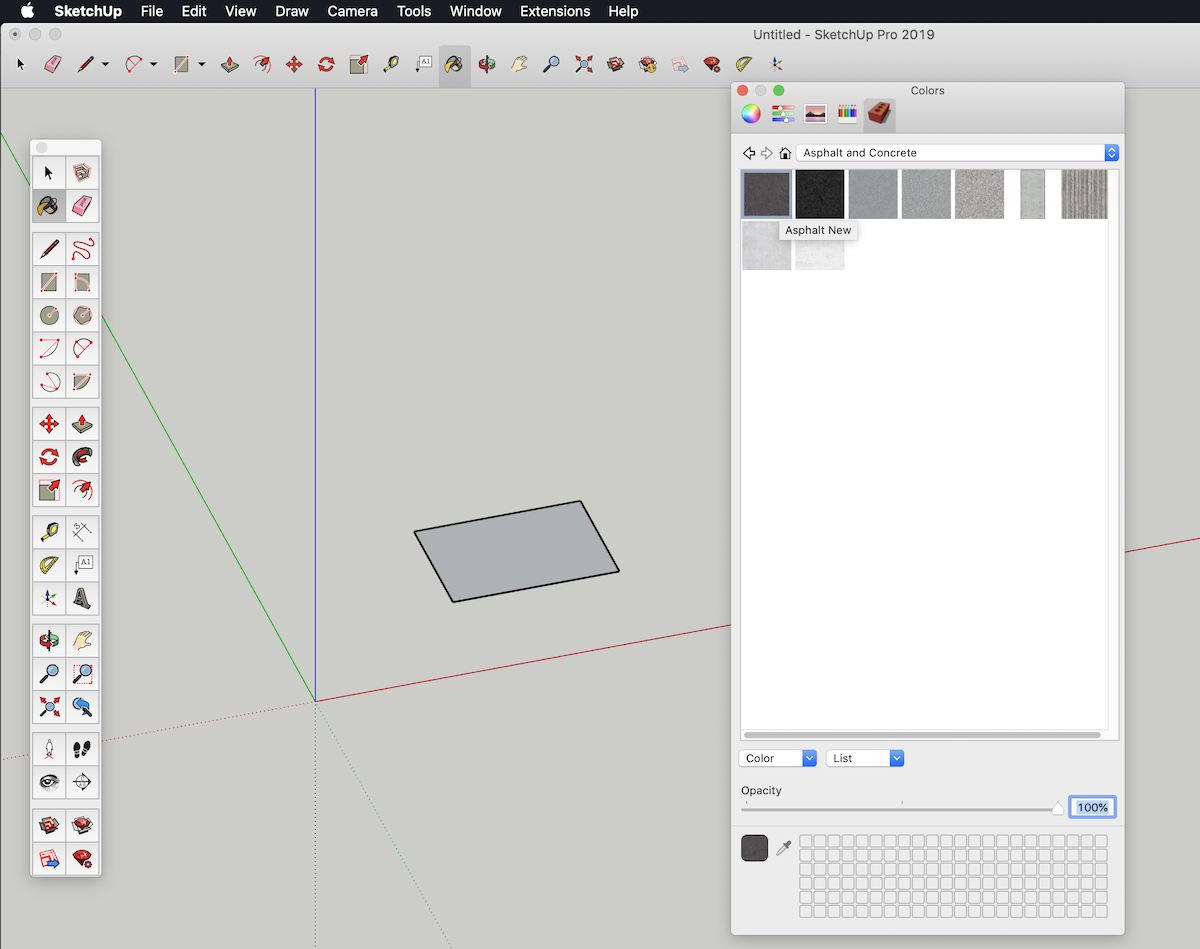 SketchUp File Edit View Draw Camera Tools Window Extensions Help
Untitled - SketchUp Pro 2019
A1
Colors
Asphalt and Concrete
Asphalt New
3
A1
Color List
Opacity
100%